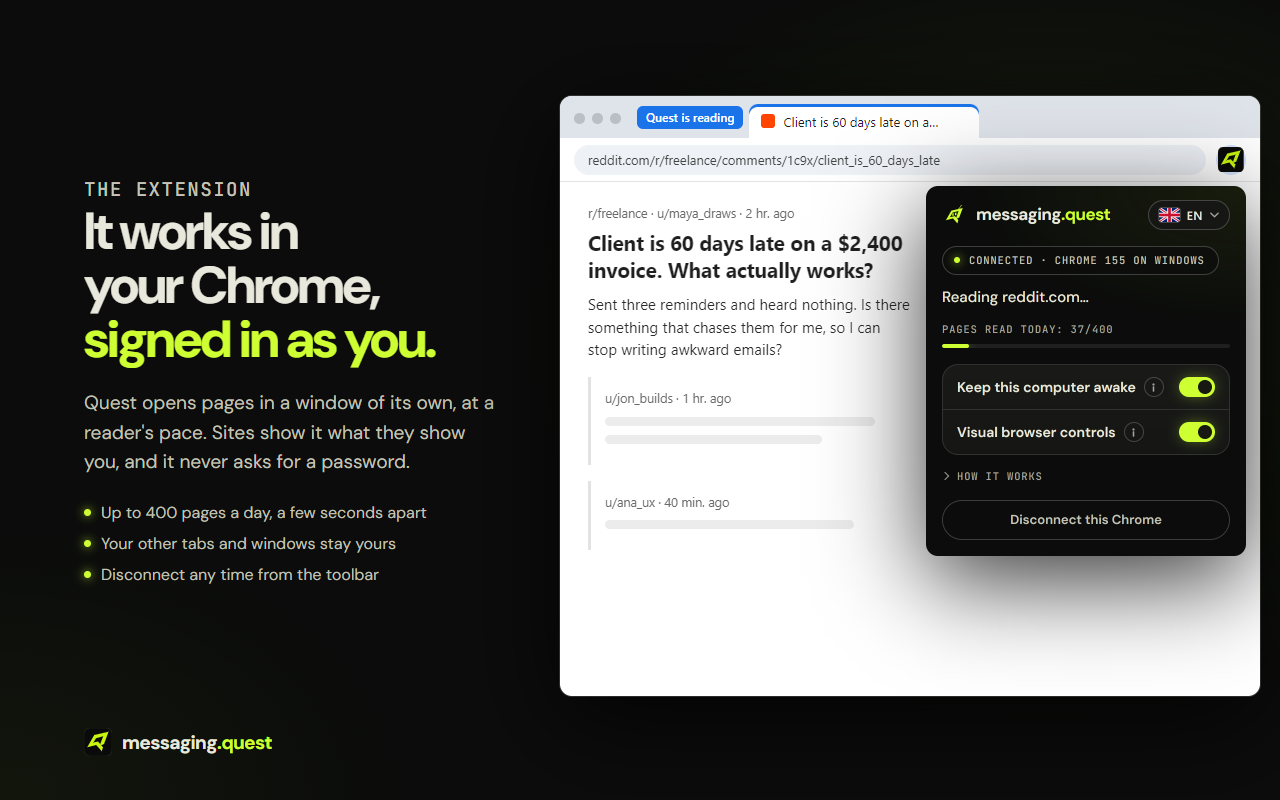 THE EXTENSION
It works in
your Chrome,
signed in as you.
Quest opens pages in a window of its own, at a
reader's pace. Sites show it what they show
you, and it never asks for a password.
Up to 400 pages a day, a few seconds apart
Your other tabs and windows stay yours
Disconnect any time from the toolbar
messaging.quest
Quest is reading
Client is 60 days late on a...
reddit.com/r/freelance/comments/1c9x/client_is_60_days_late
r/freelance · u/maya_draws · 2 hr. ago
Client is 60 days late on a $2,400
invoice. What actually works?
Sent three reminders and heard nothing. Is there
something that chases them for me, so I can
stop writing awkward emails?
u/jon_builds · 1 hr. ago
u/ana_ux · 40 min. ago
messaging.quest
EN
CONNECTED · CHROME 155 ON WINDOWS
Reading reddit.com...
PAGES READ TODAY: 37/400
Keep this computer awake i
Visual browser controls i
HOW IT WORKS
Disconnect this Chrome